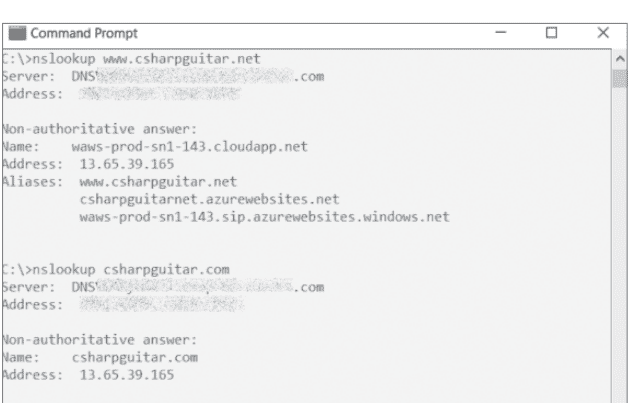 Command Prompt
C:\>nslookup www.csharpguitar.net
Server: DNS .com
Address:
Non-authoritative answer:
Name: waws-prod-sn1-143.cloudapp.net
Address: 13.65.39.165
Aliases: www.csharpguitar.net
csharpguitarnet.azurewebsites.net
waws-prod-sn1-143.sip.azurewebsites.windows.net
C:\>nslookup csharpguitar.com
Server: DNS .com
Address:
Non-authoritative answer:
Name: csharpguitar.com
Address: 13.65.39.165